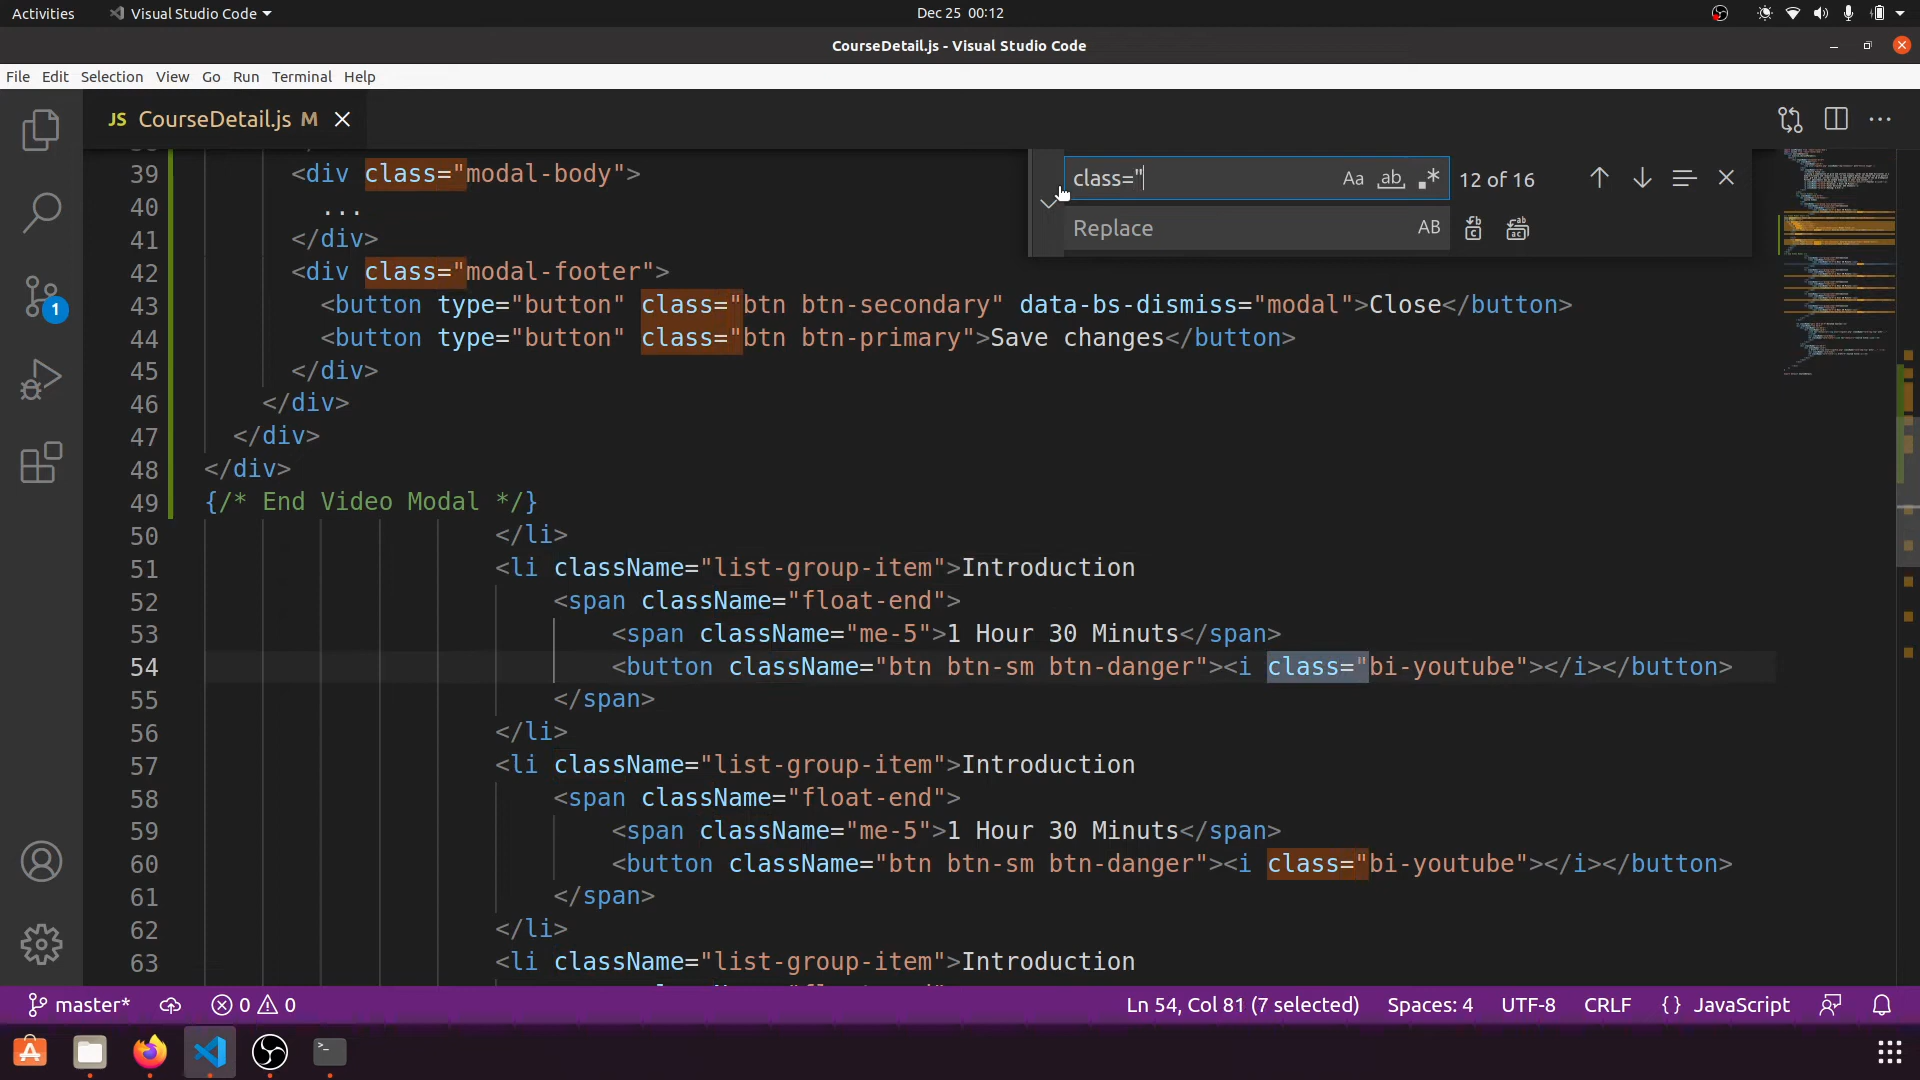 Activities Visual Studio Code Dec 25 00:12
CourseDetail.js - Visual Studio Code
File Edit Selection View Go Run Terminal Help
JS CourseDetail.js M
class=" Aa ab .* 12 of 16
Replace AB
39 <div class="modal-body">
40 ...
41 </div>
42 <div class="modal-footer">
43 <button type="button" class="btn btn-secondary" data-bs-dismiss="modal">Close</button>
44 <button type="button" class="btn btn-primary">Save changes</button>
45 </div>
46 </div>
47 </div>
48 </div>
49 {/* End Video Modal */}
50 </li>
51 <li className="list-group-item">Introduction
52 <span className="float-end">
53 <span className="me-5">1 Hour 30 Minuts</span>
54 <button className="btn btn-sm btn-danger"><i class="bi-youtube"></i></button>
55 </span>
56 </li>
57 <li className="list-group-item">Introduction
58 <span className="float-end">
59 <span className="me-5">1 Hour 30 Minuts</span>
60 <button className="btn btn-sm btn-danger"><i class="bi-youtube"></i></button>
61 </span>
62 </li>
63 <li className="list-group-item">Introduction
1
master* 0 0 Ln 54, Col 81 (7 selected) Spaces: 4 UTF-8 CRLF {} JavaScript